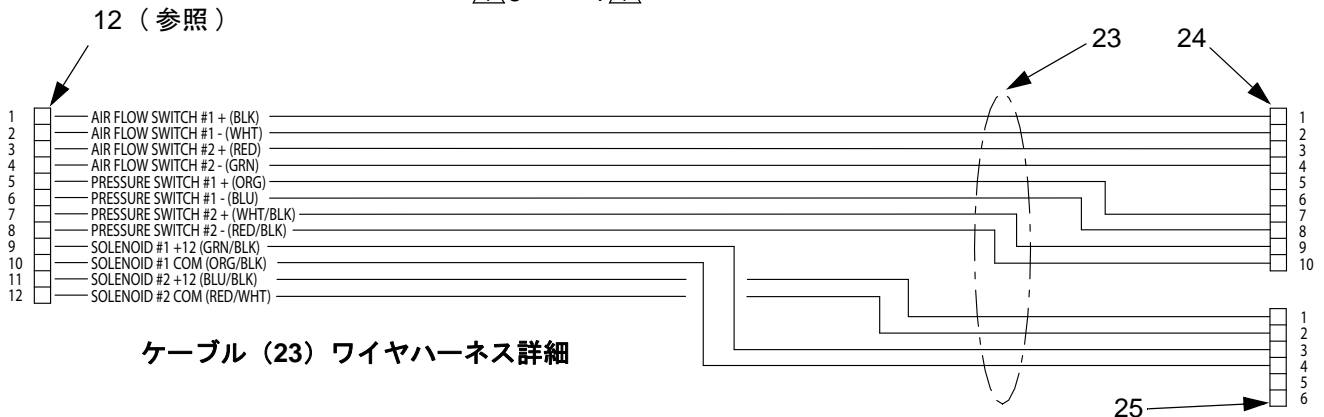 12 （ 参照 ）
23
24
1 AIR FLOW SWITCH #1 + (BLK) 1
2 AIR FLOW SWITCH #1 - (WHT) 2
3 AIR FLOW SWITCH #2 + (RED) 3
4 AIR FLOW SWITCH #2 - (GRN) 4
5 PRESSURE SWITCH #1 + (ORG) 5
6 PRESSURE SWITCH #1 - (BLU) 6
7 PRESSURE SWITCH #2 + (WHT/BLK) 7
8 PRESSURE SWITCH #2 - (RED/BLK) 8
9 SOLENOID #1 +12 (GRN/BLK) 9
10 SOLENOID #1 COM (ORG/BLK) 10
11 SOLENOID #2 +12 (BLU/BLK)
12 SOLENOID #2 COM (RED/WHT)
1
2
3
4
5
6
ケーブル（23）ワイヤハーネス詳細
25